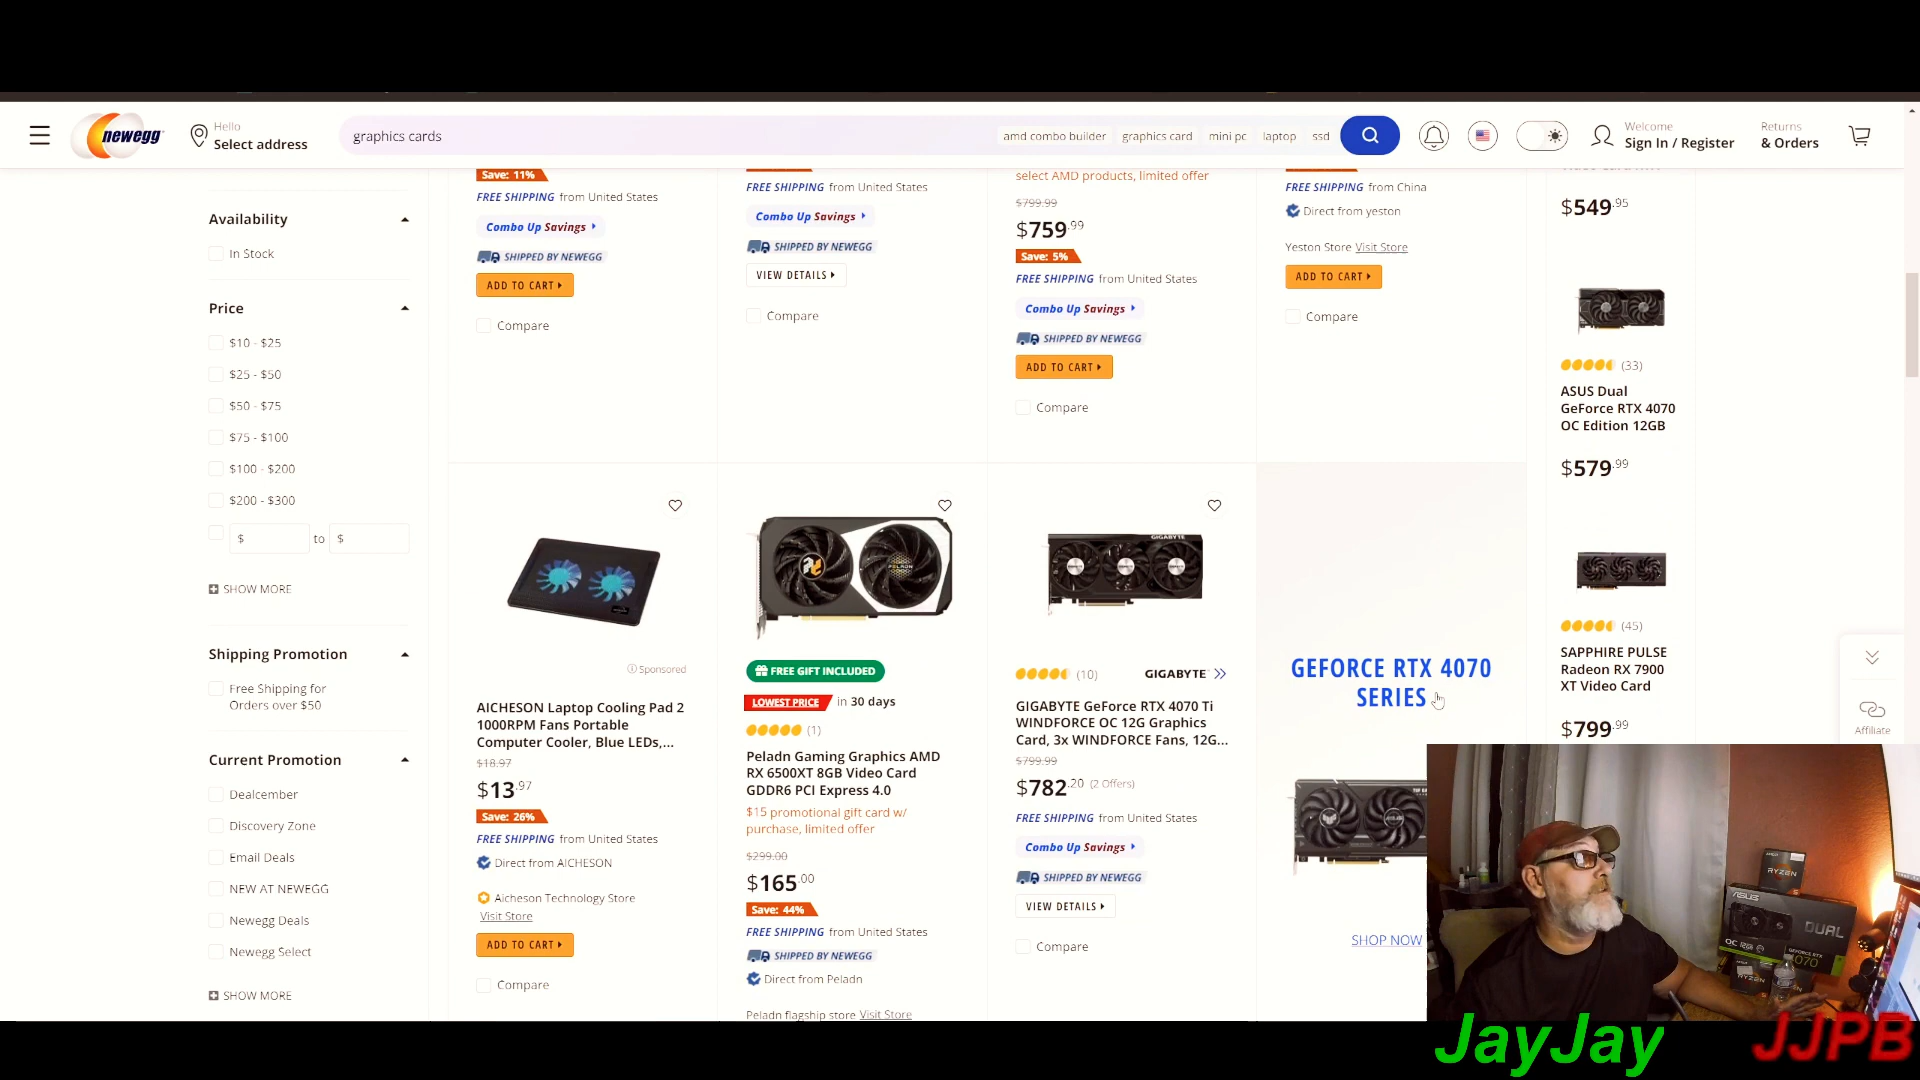 newegg
Hello
Select address
graphics cards
amd combo builder
graphics card
mini pc
laptop
ssd
Welcome
Sign In / Register
Returns
& Orders
Availability
In Stock
Price
$10 - $25
$25 - $50
$50 - $75
$75 - $100
$100 - $200
$200 - $300
$ to $
SHOW MORE
Shipping Promotion
Free Shipping for
Orders over $50
Current Promotion
Dealcember
Discovery Zone
Email Deals
NEW AT NEWEGG
Newegg Deals
Newegg Select
SHOW MORE
Save: 11%
FREE SHIPPING from United States
Combo Up Savings
SHIPPED BY NEWEGG
ADD TO CART
Compare
FREE SHIPPING from United States
Combo Up Savings
SHIPPED BY NEWEGG
VIEW DETAILS
Compare
select AMD products, limited offer
$799.99
$759.99
Save: 5%
FREE SHIPPING from United States
Combo Up Savings
SHIPPED BY NEWEGG
ADD TO CART
Compare
FREE SHIPPING from China
Direct from yeston
Yeston Store Visit Store
ADD TO CART
Compare
$549.95
(33)
ASUS Dual
GeForce RTX 4070
OC Edition 12GB
$579.99
(45)
SAPPHIRE PULSE
Radeon RX 7900
XT Video Card
$799.99
Affiliate
Sponsored
AICHESON Laptop Cooling Pad 2
1000RPM Fans Portable
Computer Cooler, Blue LEDs,...
$18.97
$13.97
Save: 26%
FREE SHIPPING from United States
Direct from AICHESON
Aicheson Technology Store
Visit Store
ADD TO CART
Compare
FREE GIFT INCLUDED
LOWEST PRICE in 30 days
(1)
Peladn Gaming Graphics AMD
RX 6500XT 8GB Video Card
GDDR6 PCI Express 4.0
$15 promotional gift card w/
purchase, limited offer
$299.00
$165.00
Save: 44%
FREE SHIPPING from United States
SHIPPED BY NEWEGG
Direct from Peladn
Peladn flagship store Visit Store
GIGABYTE
(10)
GIGABYTE
GIGABYTE GeForce RTX 4070 Ti
WINDFORCE OC 12G Graphics
Card, 3x WINDFORCE Fans, 12G...
$799.99
$782.20 (2 Offers)
FREE SHIPPING from United States
Combo Up Savings
SHIPPED BY NEWEGG
VIEW DETAILS
Compare
GEFORCE RTX 4070
SERIES
SHOP NOW
RYZEN
ASUS
DUAL
RYZEN
JayJay
JJPB